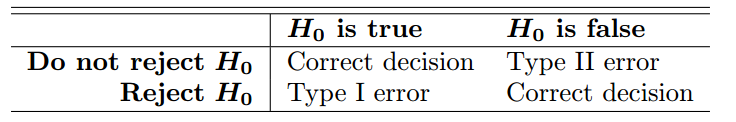 H₀ is true H₀ is false
Do not reject H₀ Correct decision Type II error
Reject H₀ Type I error Correct decision